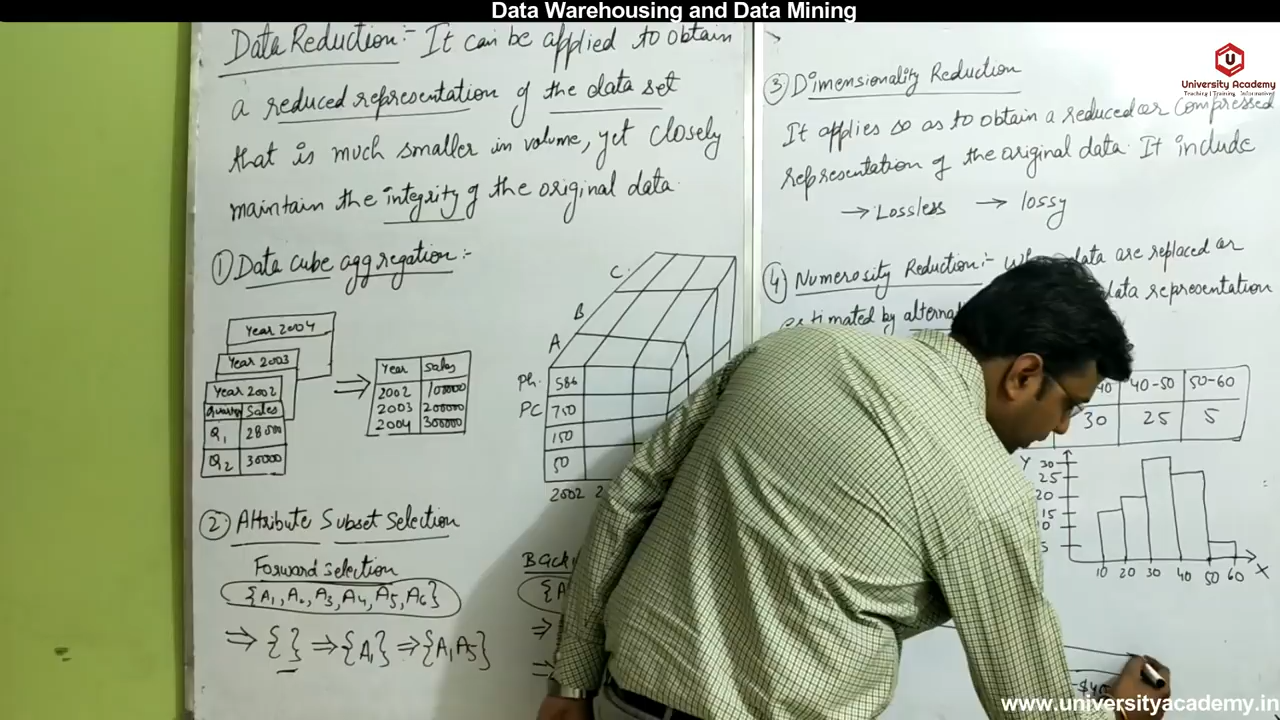 Data Warehousing and Data Mining
University Academy
Teaching | Training | Informative
Data Reduction:- It can be applied to obtain
a reduced representation of the data set
that is much smaller in volume, yet closely
maintain the integrity of the original data.
① Data cube aggregation:-
Year 2004
Year 2003
Year 2002
Sales
Q1 28000
Q2 30000
Year Sales
2002 100000
2003 200000
2004 300000
C
B
A
Ph. 586
PC 750
150
50
2002
② Attribute Subset Selection
Forward Selection
{A1, A2, A3, A4, A5, A6}
⇒ { } ⇒ {A1} ⇒ {A1 A5}
③ Dimensionality Reduction
It applies so as to obtain a reduced or compressed
representation of the original data. It include
→ Lossless → lossy
④ Numerosity Reduction:- data are replaced or
estimated by data representation
40-50 50-60
30 25 5
Y 30
25
20
15
5
10 20 30 40 50 60 X
www.universityacademy.in